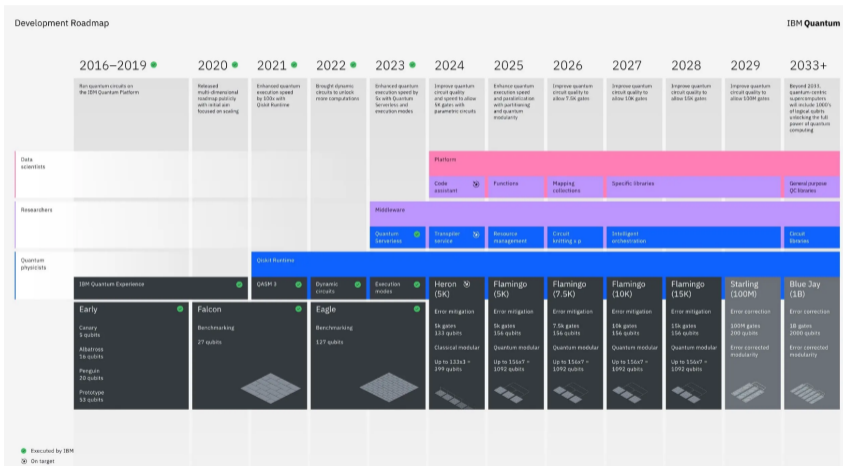 Development Roadmap
IBM Quantum
2016–2019
2020
2021
2022
2023
2024
2025
2026
2027
2028
2029
2033+
Run quantum circuits on
the IBM Quantum Platform
Released
multi-dimensional
roadmap publicly
with initial aim
focused on scaling
Enhanced quantum
execution speed
by 100x with
Qiskit Runtime
Brought dynamic
circuits to unlock
more computations
Enhanced quantum
execution speed by
5x with Quantum
Serverless and
execution modes
Improve quantum
circuit quality
and speed to allow
5K gates with
parametric circuits
Enhance quantum
execution speed
and parallelization
with partitioning
and quantum
modularity
Improve quantum
circuit quality to
allow 7.5K gates
Improve quantum
circuit quality to
allow 10K gates
Improve quantum
circuit quality to
allow 15K gates
Improve quantum
circuit quality to
allow 100M gates
Beyond 2033,
quantum-centric
supercomputers
will include 1000's
of logical qubits
unlocking the full
power of quantum
computing
Data
scientists
Platform
Code
assistant
Functions
Mapping
collections
Specific libraries
General purpose
QC libraries
Researchers
Middleware
Quantum
Serverless
Transpiler
service
Resource
management
Circuit
knitting x p
Intelligent
orchestration
Circuit
libraries
Quantum
physicists
Qiskit Runtime
IBM Quantum Experience
QASM 3
Dynamic
circuits
Execution
modes
Heron
(5K)
Flamingo
(5K)
Flamingo
(7.5K)
Flamingo
(10K)
Flamingo
(15K)
Starling
(100M)
Blue Jay
(1B)
Early
Canary
5 qubits
Albatross
16 qubits
Penguin
20 qubits
Prototype
53 qubits
Falcon
Benchmarking
27 qubits
Eagle
Benchmarking
127 qubits
Error mitigation
5k gates
133 qubits
Classical modular
Up to 133x3 =
399 qubits
Error mitigation
5k gates
156 qubits
Quantum modular
Up to 156x7 =
1092 qubits
Error mitigation
7.5k gates
156 qubits
Quantum modular
Up to 156x7 =
1092 qubits
Error mitigation
10k gates
156 qubits
Quantum modular
Up to 156x7 =
1092 qubits
Error mitigation
15k gates
156 qubits
Quantum modular
Up to 156x7 =
1092 qubits
Error correction
100M gates
200 qubits
Error corrected
modularity
Error correction
1B gates
2000 qubits
Error corrected
modularity
Executed by IBM
On target